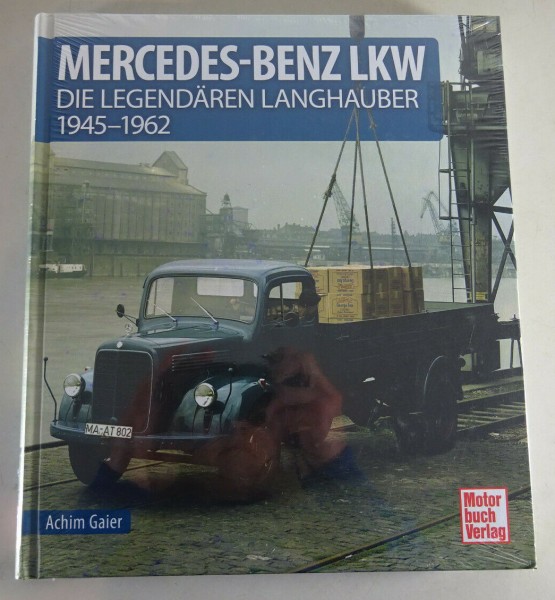 MERCEDES-BENZ LKW
DIE LEGENDÄREN LANGHAUBER
1945–1962
MA-AT 802
Achim Gaier
Motor
buch
Verlag